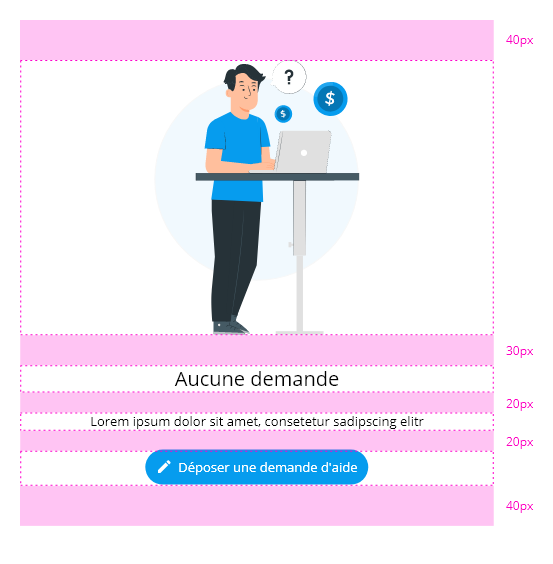 40px
?
$
$
30px
Aucune demande
20px
Lorem ipsum dolor sit amet, consetetur sadipscing elitr
20px
Déposer une demande d'aide
40px